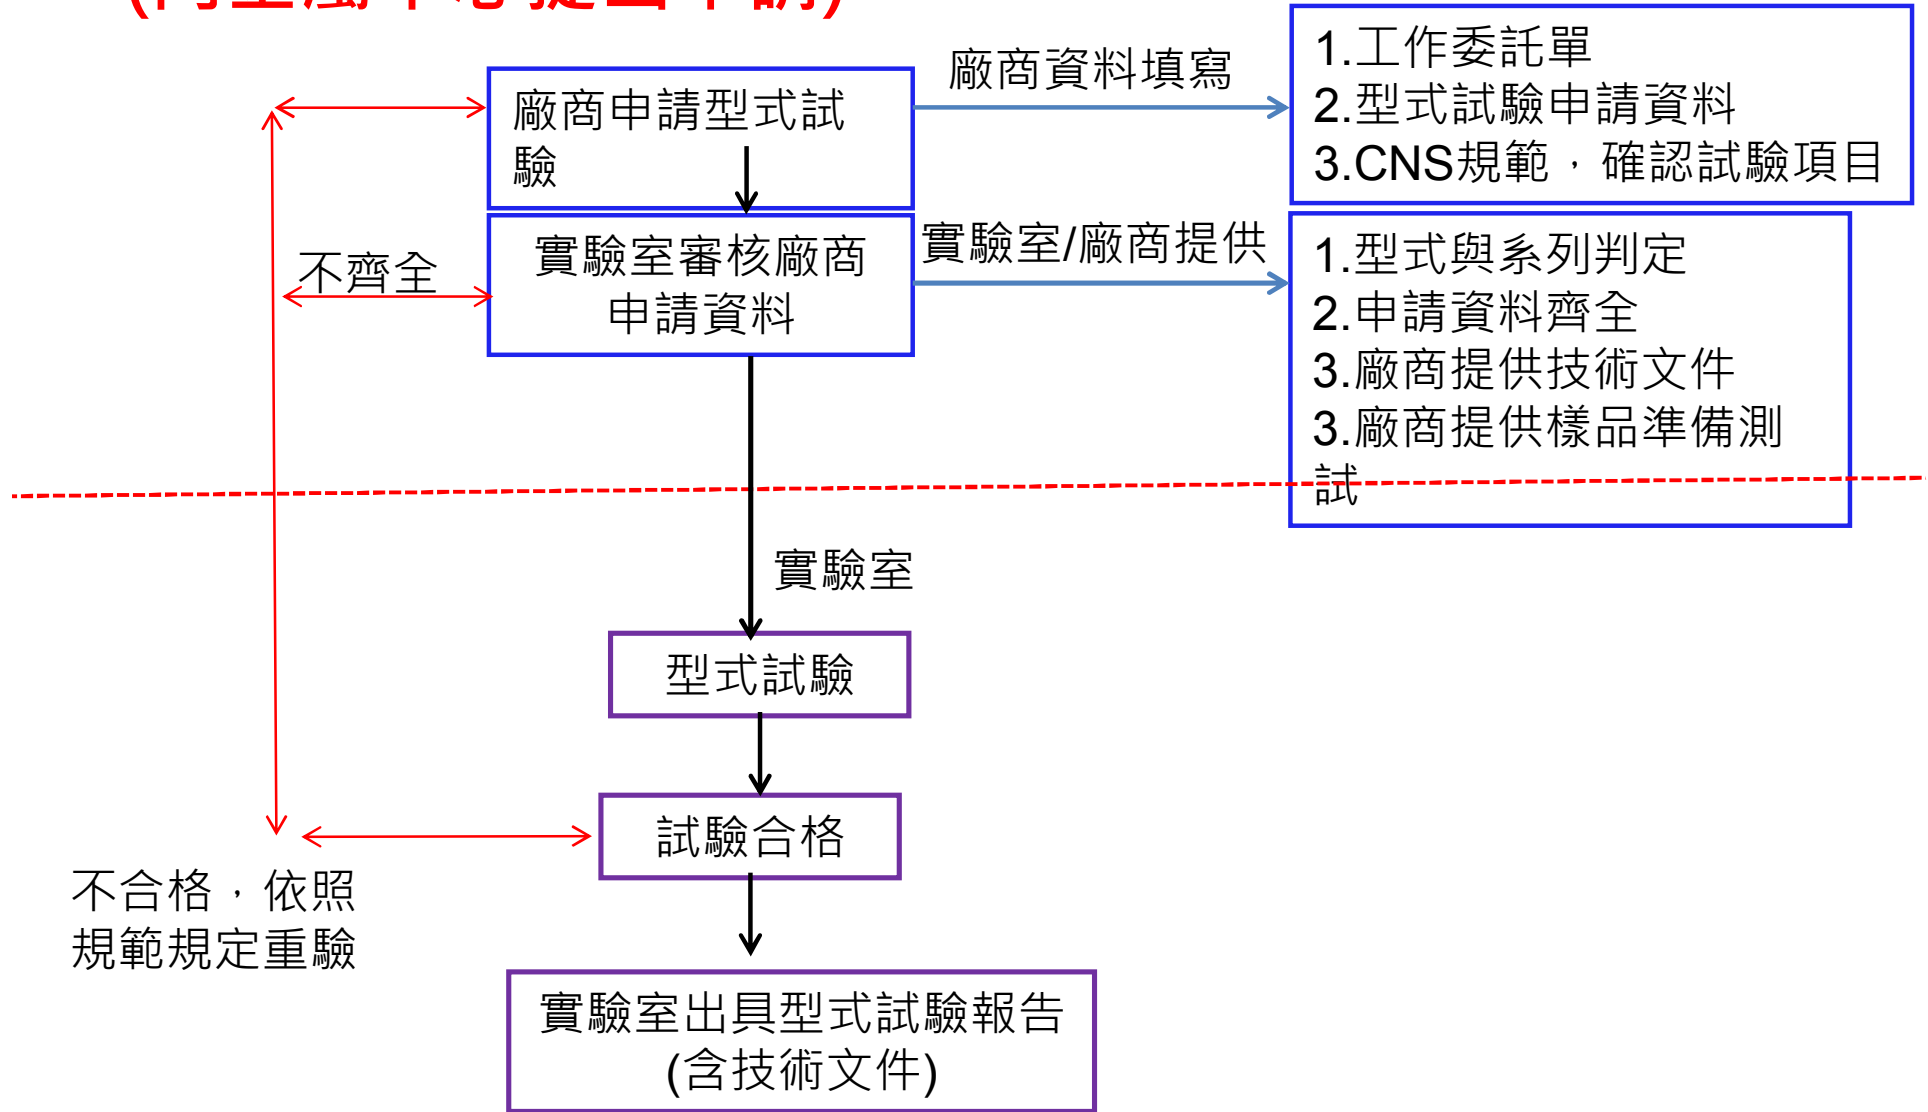 廠商申請型式試
驗
廠商資料填寫
1.工作委託單
2.型式試驗申請資料
3.CNS規範，確認試驗項目
不齊全
實驗室審核廠商
申請資料
實驗室/廠商提供
1.型式與系列判定
2.申請資料齊全
3.廠商提供技術文件
3.廠商提供樣品準備測
試
實驗室
型式試驗
試驗合格
不合格，依照
規範規定重驗
實驗室出具型式試驗報告
(含技術文件)